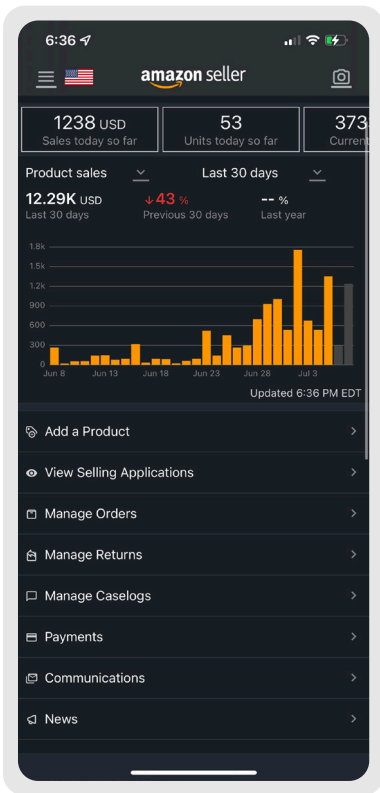 6:36
amazon seller
1238 USD
Sales today so far
53
Units today so far
373
Current
Product sales
Last 30 days
12.29K USD
Last 30 days
↓43 %
Previous 30 days
-- %
Last year
1.8k
1.5k
1.2k
900
600
300
0
Jun 8 Jun 13 Jun 18 Jun 23 Jun 28 Jul 3
Updated 6:36 PM EDT
Add a Product
View Selling Applications
Manage Orders
Manage Returns
Manage Caselogs
Payments
Communications
News